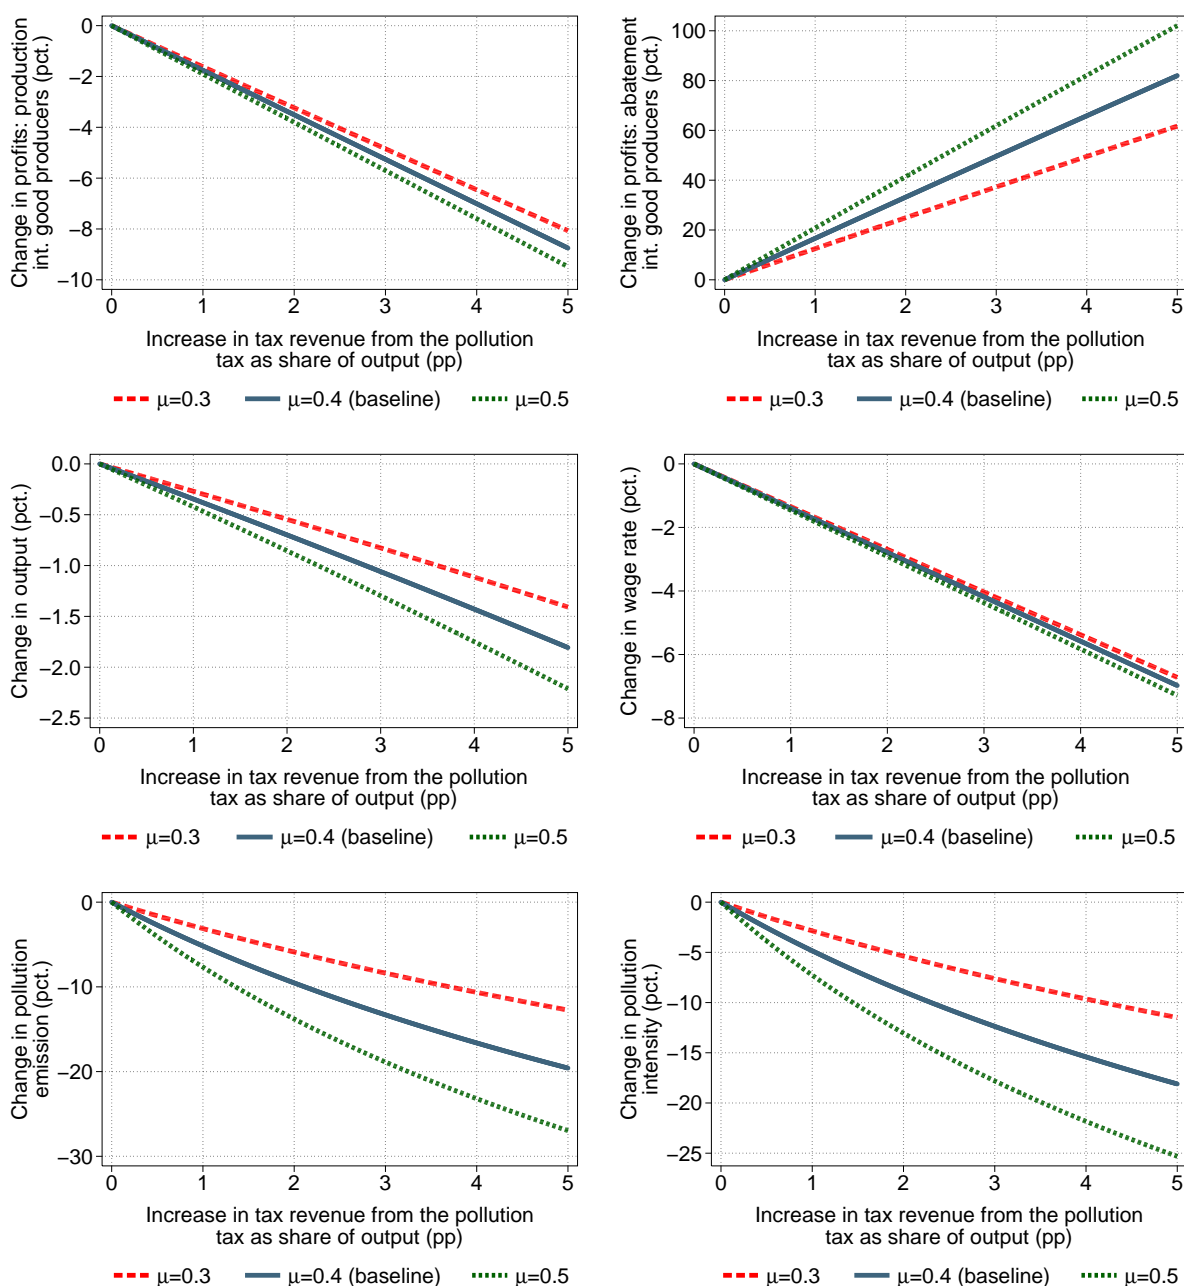 Change in profits: production
int. good producers (pct.)
0
−2
−4
−6
−8
−10
0 1 2 3 4 5
Increase in tax revenue from the pollution
tax as share of output (pp)
μ=0.3 μ=0.4 (baseline) μ=0.5
Change in profits: abatement
int. good producers (pct.)
100
80
60
40
20
0
0 1 2 3 4 5
Increase in tax revenue from the pollution
tax as share of output (pp)
μ=0.3 μ=0.4 (baseline) μ=0.5
Change in output (pct.)
0.0
−0.5
−1.0
−1.5
−2.0
−2.5
0 1 2 3 4 5
Increase in tax revenue from the pollution
tax as share of output (pp)
μ=0.3 μ=0.4 (baseline) μ=0.5
Change in wage rate (pct.)
0
−2
−4
−6
−8
0 1 2 3 4 5
Increase in tax revenue from the pollution
tax as share of output (pp)
μ=0.3 μ=0.4 (baseline) μ=0.5
Change in pollution
emission (pct.)
0
−10
−20
−30
0 1 2 3 4 5
Increase in tax revenue from the pollution
tax as share of output (pp)
μ=0.3 μ=0.4 (baseline) μ=0.5
Change in pollution
intensity (pct.)
0
−5
−10
−15
−20
−25
0 1 2 3 4 5
Increase in tax revenue from the pollution
tax as share of output (pp)
μ=0.3 μ=0.4 (baseline) μ=0.5